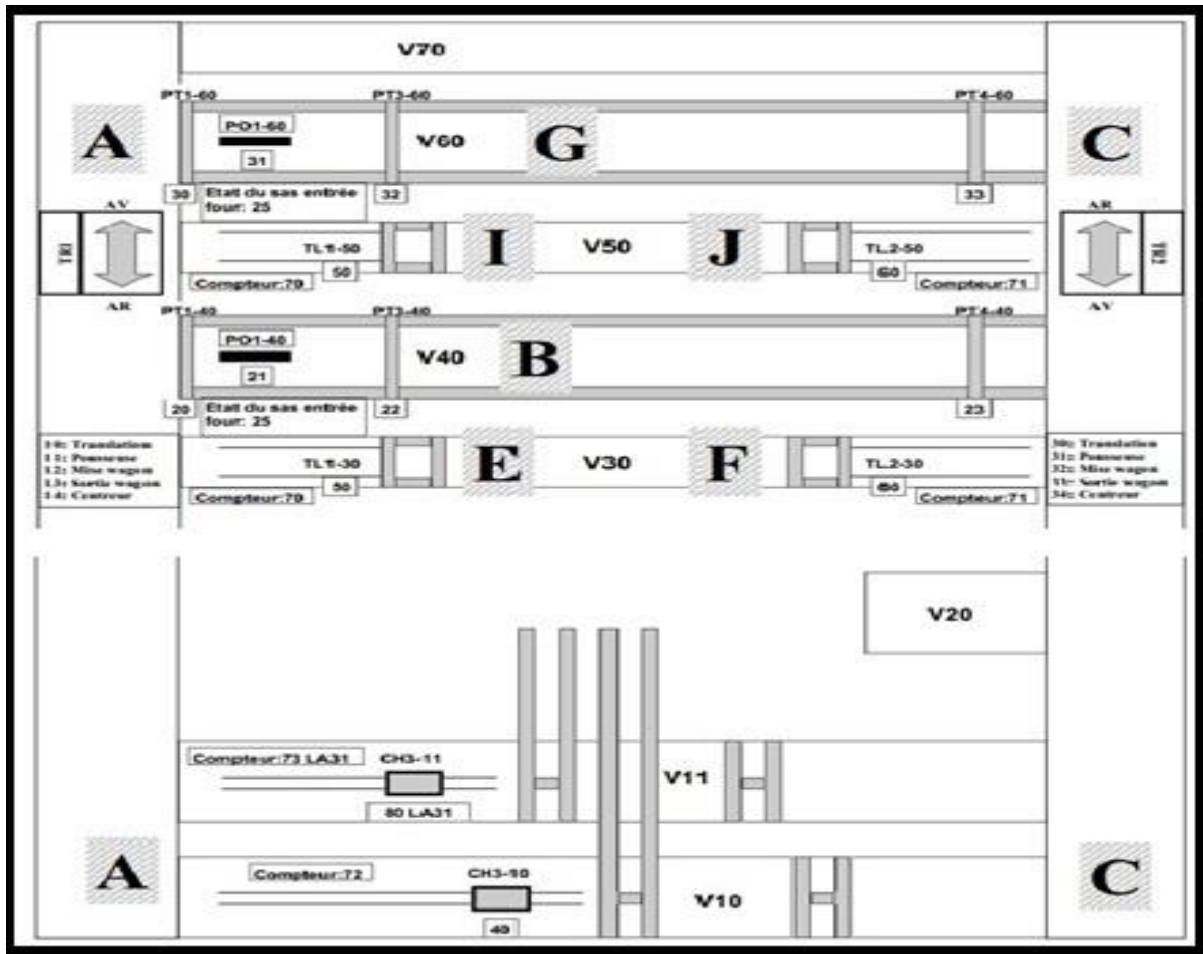 V70
PT1-60 PT3-60 PT4-60
A PO1-60 V60 G C
31
30 Etat du sas entrée 32 33
four: 25
AV AR
TR1 TL1-50 I V50 J TL2-50 TR2
50 60
Compteur:70 Compteur:71
AR AV
PT1-40 PT3-40 PT4-40
PO1-40 V40 B
21
20 Etat du sas entrée 22 23
four: 25
10: Translation 30: Translation
11: Pousseuse 31: Pousseuse
12: Mise wagon 32: Mise wagon
13: Sortie wagon 33: Sortie wagon
14: Centreur 34: Centreur
TL1-30 E V30 F TL2-30
50 60
Compteur:70 Compteur:71
V20
Compteur:73 LA31 CH3-11
V11
80 LA31
A C
Compteur:72 CH3-10
V10
40